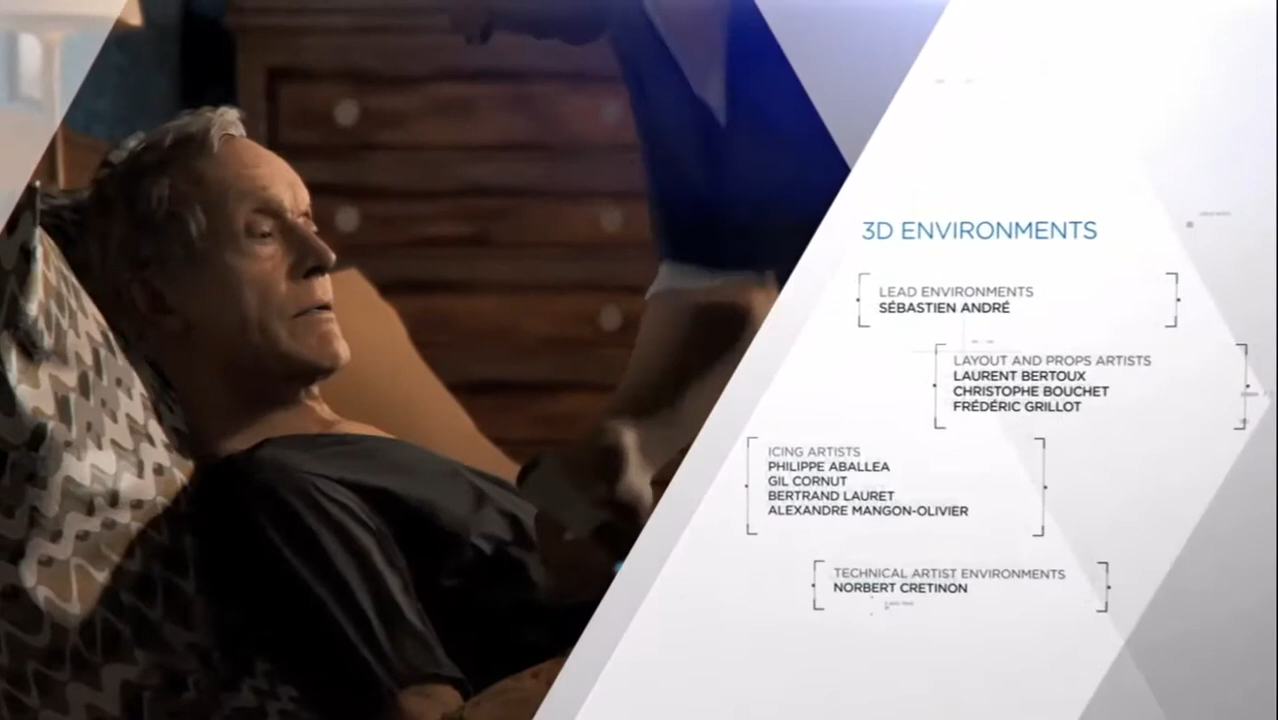 3D ENVIRONMENTS
LEAD ENVIRONMENTS
SÉBASTIEN ANDRÉ
LAYOUT AND PROPS ARTISTS
LAURENT BERTOUX
CHRISTOPHE BOUCHET
FRÉDÉRIC GRILLOT
ICING ARTISTS
PHILIPPE ABALLEA
GIL CORNUT
BERTRAND LAURET
ALEXANDRE MANGON-OLIVIER
TECHNICAL ARTIST ENVIRONMENTS
NORBERT CRETINON